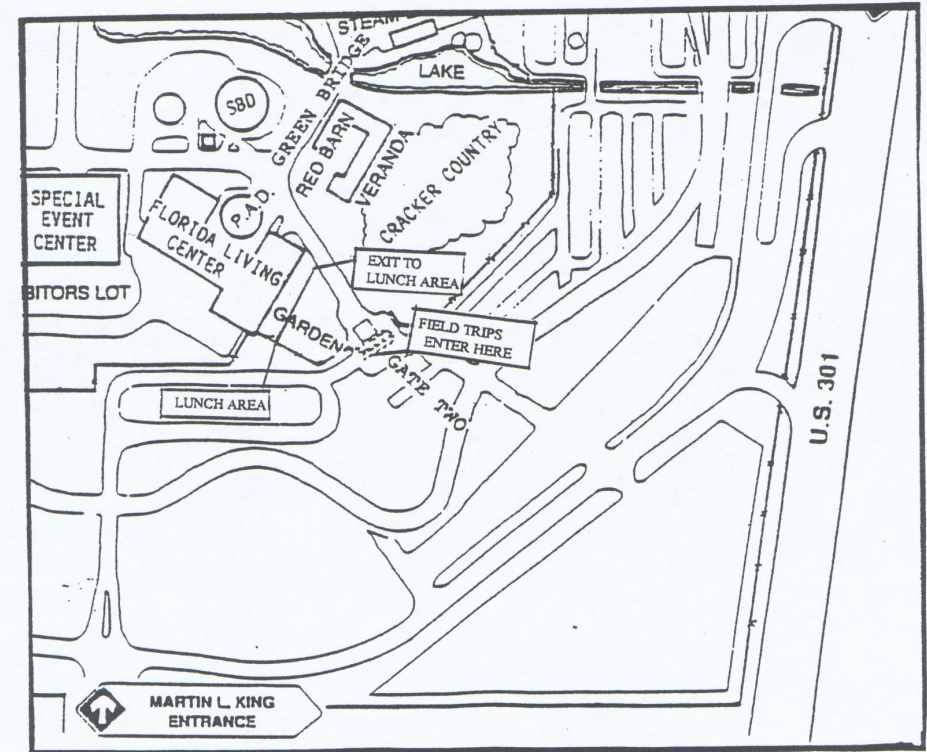 STEAM
GREEN BRIDGE
LAKE
SBD
RED BARN
VERANDA
CRACKER COUNTRY
SPECIAL
EVENT
CENTER
P.A.D.
FLORIDA LIVING
CENTER
EXIT TO
LUNCH AREA
BITORS LOT
GARDEN
FIELD TRIPS
ENTER HERE
GATE TWO
LUNCH AREA
U.S. 301
MARTIN L. KING
ENTRANCE